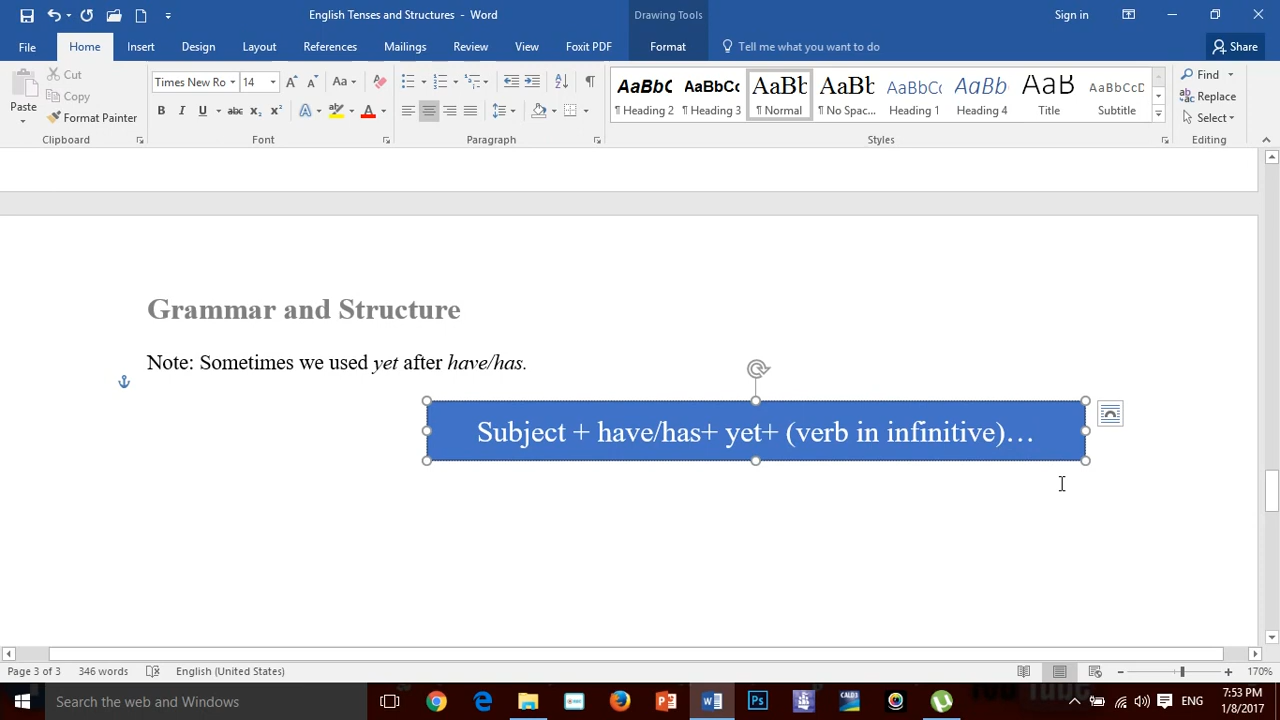 English Tenses and Structures - Word
Drawing Tools
Sign in
File
Home
Insert
Design
Layout
References
Mailings
Review
View
Foxit PDF
Format
Tell me what you want to do
Share
Paste
Cut
Copy
Format Painter
Clipboard
Times New Ro
14
Font
Paragraph
AaBbC
¶ Heading 2
AaBbCc
¶ Heading 3
AaBb
¶ Normal
AaBb
¶ No Spac...
AaBbC
Heading 1
AaBb
Heading 4
AaB
Title
AaBbCcD
Subtitle
Styles
Find
Replace
Select
Editing
Grammar and Structure
Note: Sometimes we used yet after have/has.
Subject + have/has+ yet+ (verb in infinitive)…
Page 3 of 3
346 words
English (United States)
170%
Search the web and Windows
ENG
7:53 PM
1/8/2017